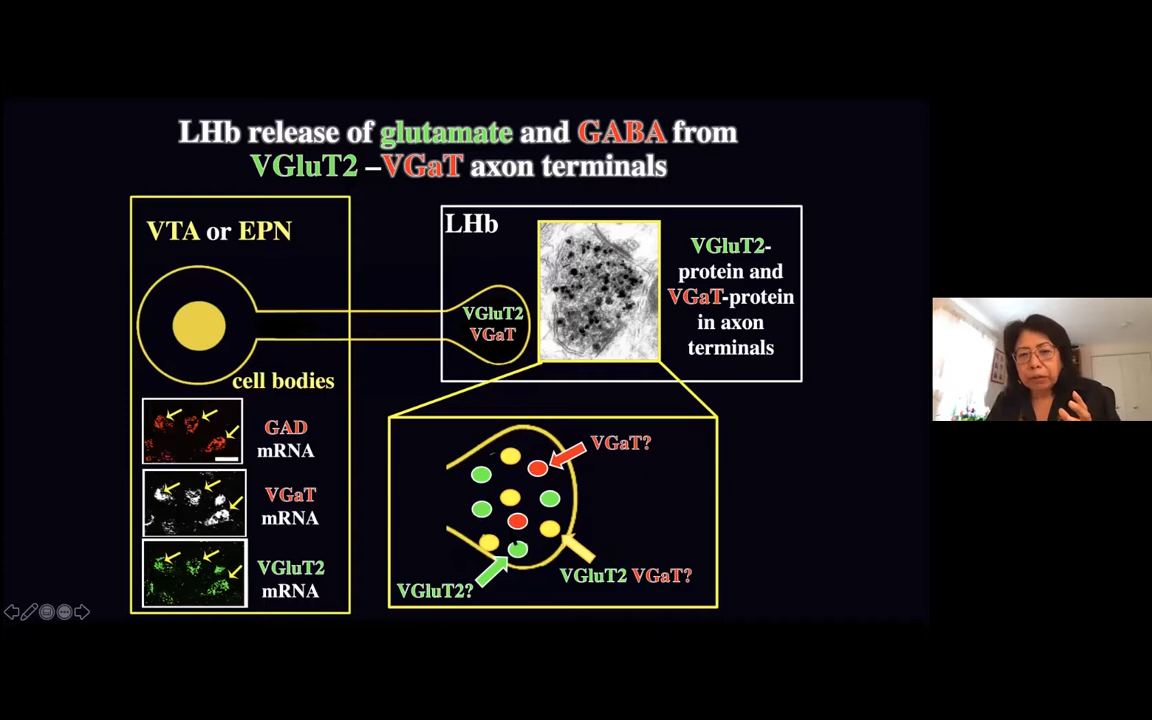 LHb release of glutamate and GABA from
VGluT2 –VGaT axon terminals
VTA or EPN
cell bodies
GAD
mRNA
VGaT
mRNA
VGluT2
mRNA
LHb
VGluT2
VGaT
VGluT2-
protein and
VGaT-protein
in axon
terminals
VGaT?
VGluT2?
VGluT2 VGaT?